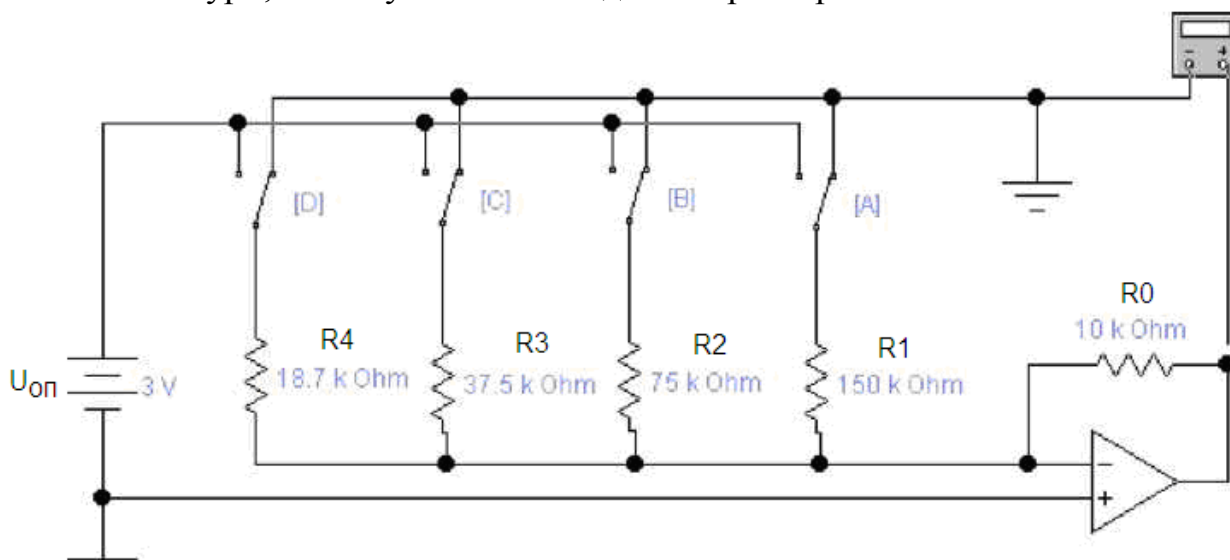 [D]
[C]
[B]
[A]
R0
10 k Ohm
R4
18.7 k Ohm
R3
37.5 k Ohm
R2
75 k Ohm
R1
150 k Ohm
Uоп
3 V